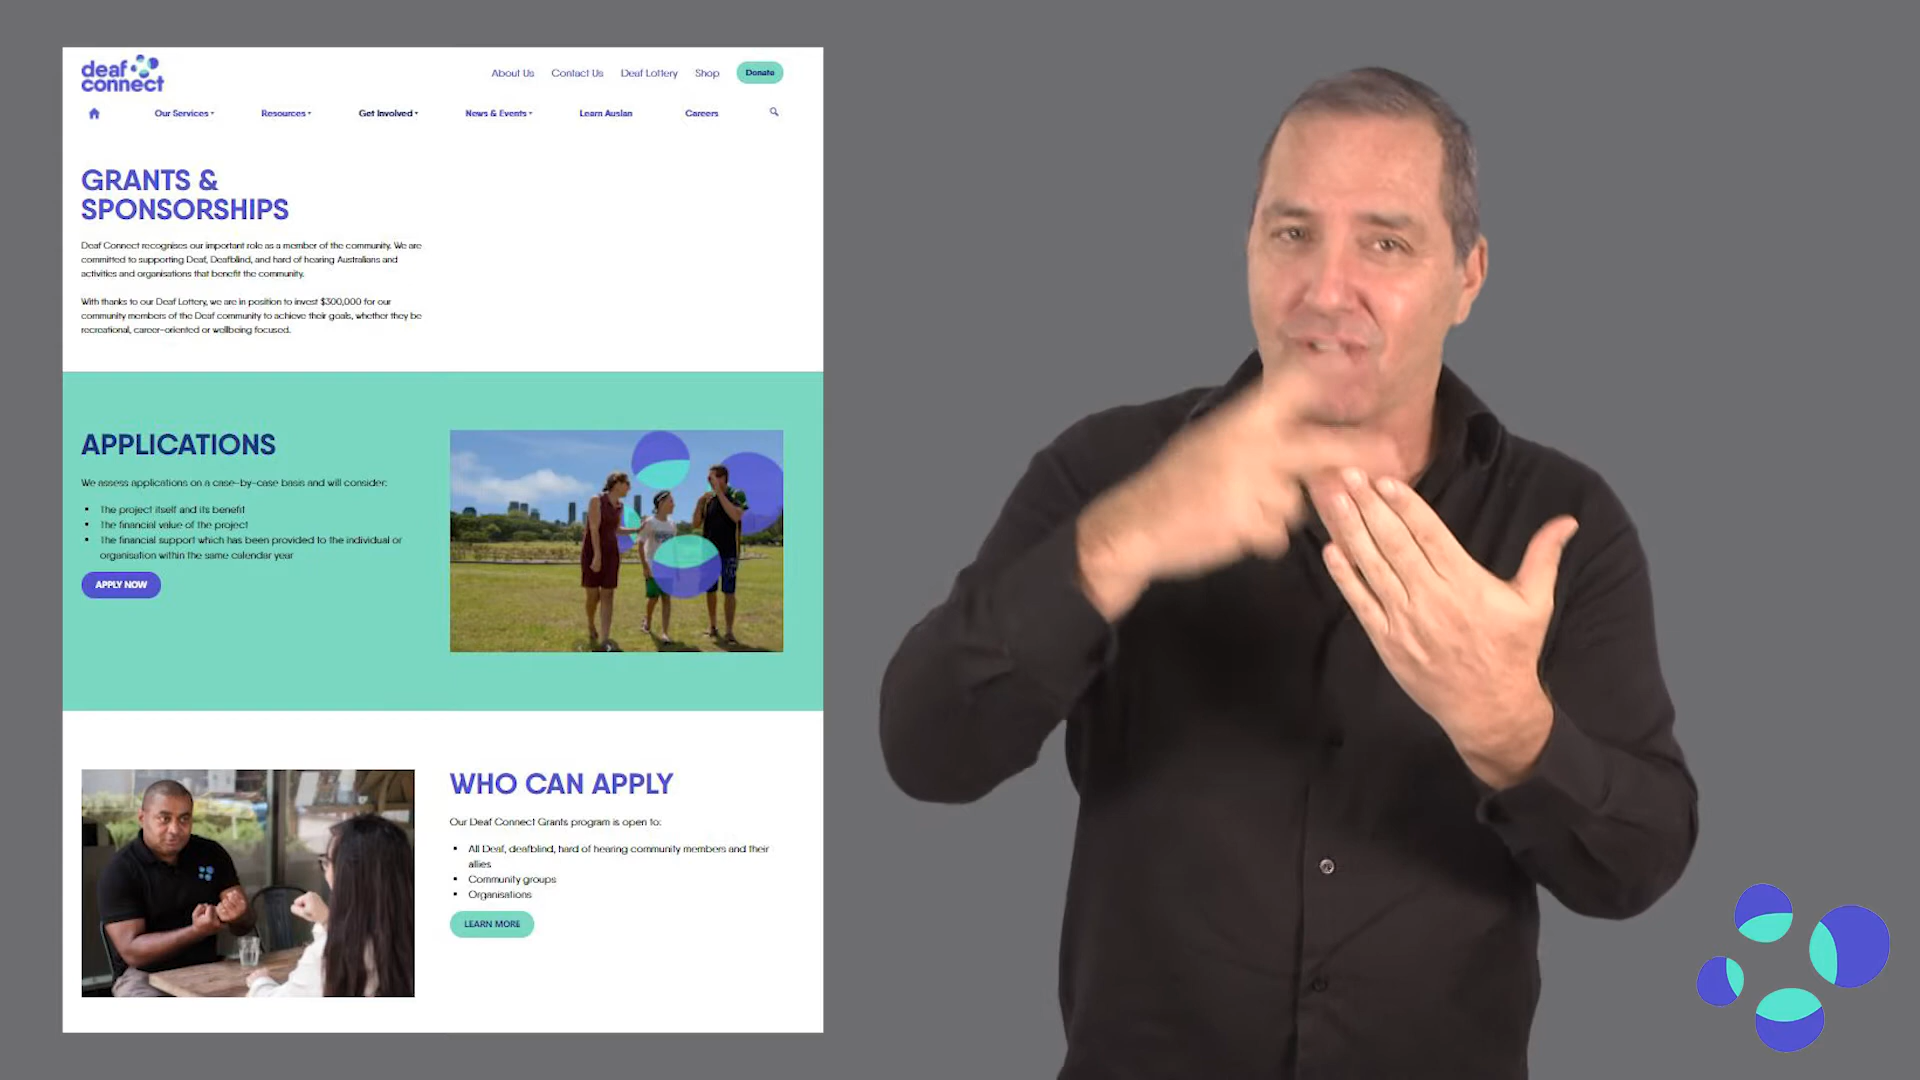 deaf
connect
About Us Contact Us Deaf Lottery Shop Donate
Our Services Resources Get Involved News & Events Learn Auslan Careers
GRANTS &
SPONSORSHIPS
Deaf Connect recognises our important role as a member of the community. We are
committed to supporting Deaf, Deafblind, and hard of hearing Australians and
activities and organisations that benefit the community.
With thanks to our Deaf Lottery, we are in position to invest $300,000 for our
community members of the Deaf community to achieve their goals, whether they be
recreational, career-oriented or wellbeing focused.
APPLICATIONS
We assess applications on a case-by-case basis and will consider:
• The project itself and its benefit
• The financial value of the project
• The financial support which has been provided to the individual or
organisation within the same calendar year
APPLY NOW
WHO CAN APPLY
Our Deaf Connect Grants program is open to:
• All Deaf, deafblind, hard of hearing community members and their
allies
• Community groups
• Organisations
LEARN MORE